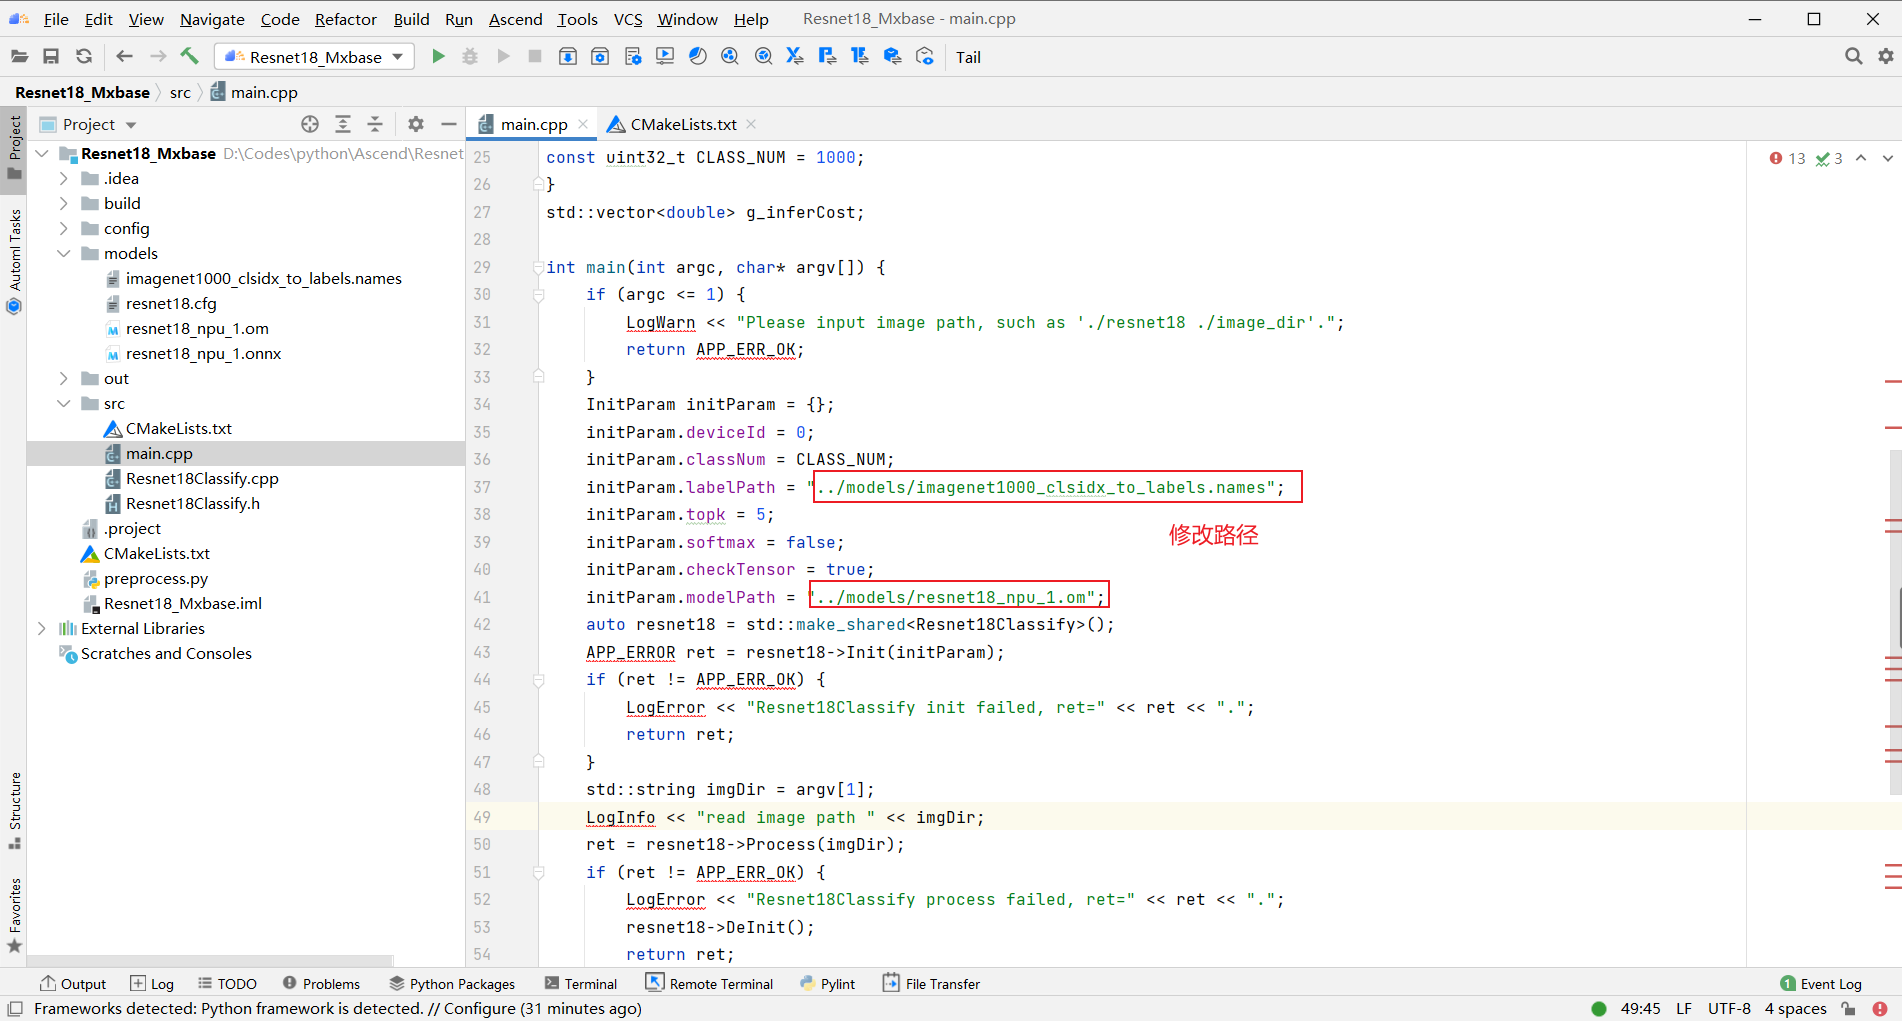 File Edit View Navigate Code Refactor Build Run Ascend Tools VCS Window Help Resnet18_Mxbase - main.cpp
Resnet18_Mxbase Tail
Resnet18_Mxbase src main.cpp
Project
main.cpp
CMakeLists.txt
Project
Automl Tasks
Structure
Favorites
Resnet18_Mxbase D:\Codes\python\Ascend\Resnet
.idea
build
config
models
imagenet1000_clsidx_to_labels.names
resnet18.cfg
resnet18_npu_1.om
resnet18_npu_1.onnx
out
src
CMakeLists.txt
main.cpp
Resnet18Classify.cpp
Resnet18Classify.h
.project
CMakeLists.txt
preprocess.py
Resnet18_Mxbase.iml
External Libraries
Scratches and Consoles
13 3
25 const uint32_t CLASS_NUM = 1000;
26 }
27 std::vector<double> g_inferCost;
28
29 int main(int argc, char* argv[]) {
30 if (argc <= 1) {
31 LogWarn << "Please input image path, such as './resnet18 ./image_dir'.";
32 return APP_ERR_OK;
33 }
34 InitParam initParam = {};
35 initParam.deviceId = 0;
36 initParam.classNum = CLASS_NUM;
37 initParam.labelPath = "../models/imagenet1000_clsidx_to_labels.names";
38 initParam.topk = 5;
修改路径
39 initParam.softmax = false;
40 initParam.checkTensor = true;
41 initParam.modelPath = "../models/resnet18_npu_1.om";
42 auto resnet18 = std::make_shared<Resnet18Classify>();
43 APP_ERROR ret = resnet18->Init(initParam);
44 if (ret != APP_ERR_OK) {
45 LogError << "Resnet18Classify init failed, ret=" << ret << ".";
46 return ret;
47 }
48 std::string imgDir = argv[1];
49 LogInfo << "read image path " << imgDir;
50 ret = resnet18->Process(imgDir);
51 if (ret != APP_ERR_OK) {
52 LogError << "Resnet18Classify process failed, ret=" << ret << ".";
53 resnet18->DeInit();
54 return ret;
Output Log TODO Problems Python Packages Terminal Remote Terminal Pylint File Transfer 1 Event Log
Frameworks detected: Python framework is detected. // Configure (31 minutes ago) 49:45 LF UTF-8 4 spaces